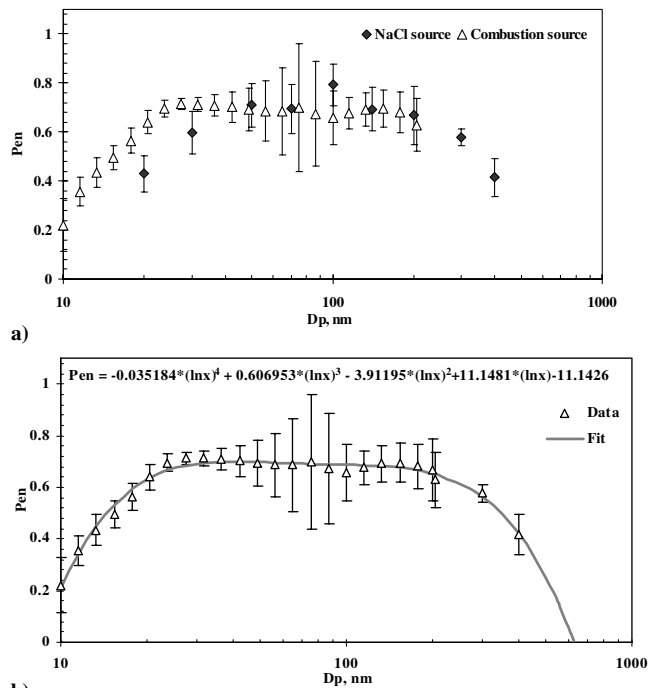 1
0.8
0.6
0.4
0.2
0
Pen
NaCl source
Combustion source
10
100
1000
Dp, nm
a)
Pen = -0.035184*(lnx)⁴ + 0.606953*(lnx)³ - 3.91195*(lnx)²+11.1481*(lnx)-11.1426
1
0.8
0.6
0.4
0.2
0
Pen
Data
Fit
10
100
1000
Dp, nm
b)